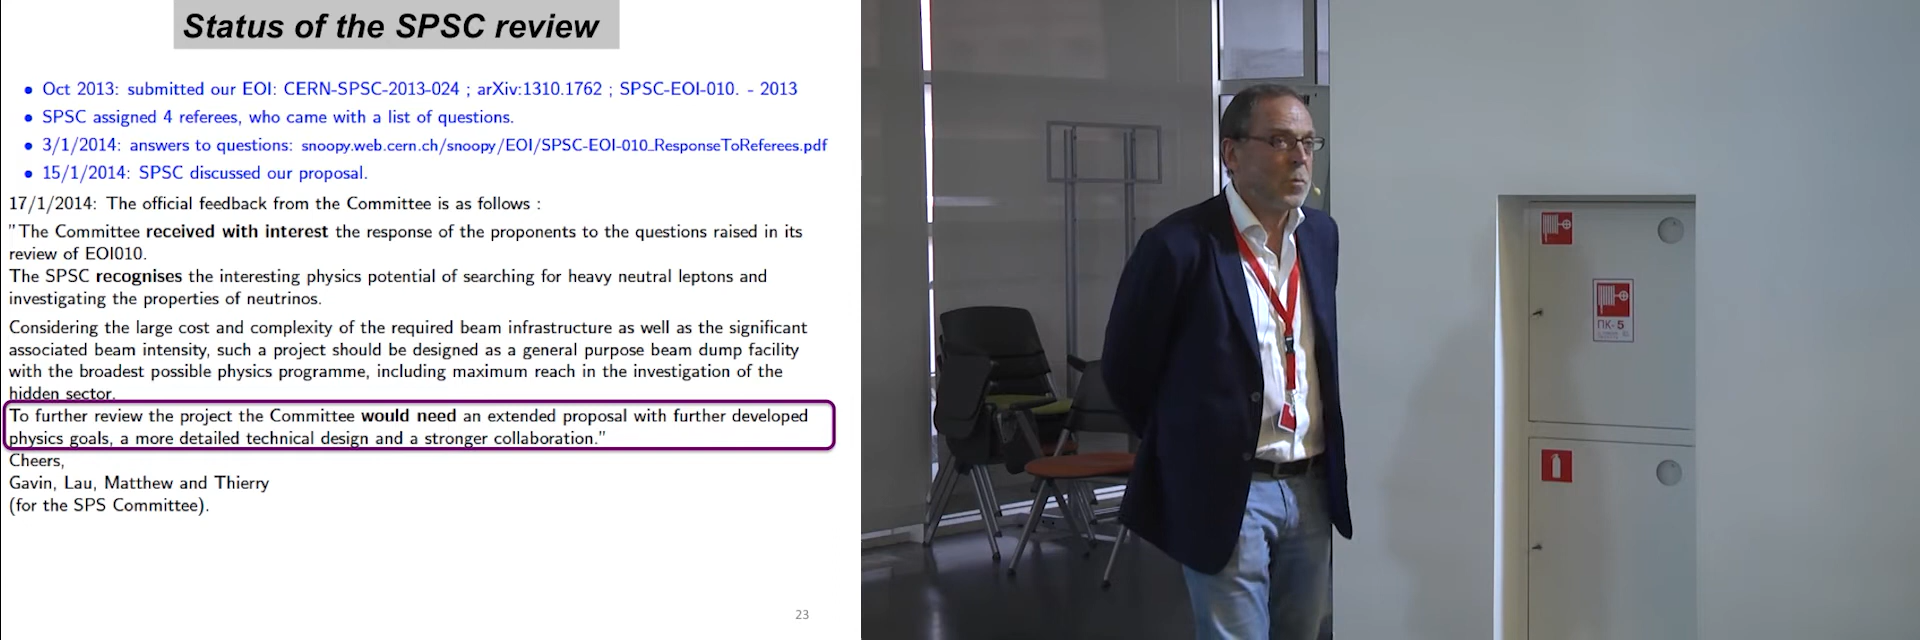 Status of the SPSC review
• Oct 2013: submitted our EOI: CERN-SPSC-2013-024 ; arXiv:1310.1762 ; SPSC-EOI-010. - 2013
• SPSC assigned 4 referees, who came with a list of questions.
• 3/1/2014: answers to questions: snoopy.web.cern.ch/snoopy/EOI/SPSC-EOI-010_ResponseToReferees.pdf
• 15/1/2014: SPSC discussed our proposal.
17/1/2014: The official feedback from the Committee is as follows :
"The Committee received with interest the response of the proponents to the questions raised in its
review of EOI010.
The SPSC recognises the interesting physics potential of searching for heavy neutral leptons and
investigating the properties of neutrinos.
Considering the large cost and complexity of the required beam infrastructure as well as the significant
associated beam intensity, such a project should be designed as a general purpose beam dump facility
with the broadest possible physics programme, including maximum reach in the investigation of the
hidden sector.
To further review the project the Committee would need an extended proposal with further developed
physics goals, a more detailed technical design and a stronger collaboration."
Cheers,
Gavin, Lau, Matthew and Thierry
(for the SPS Committee).
23
ПК-5